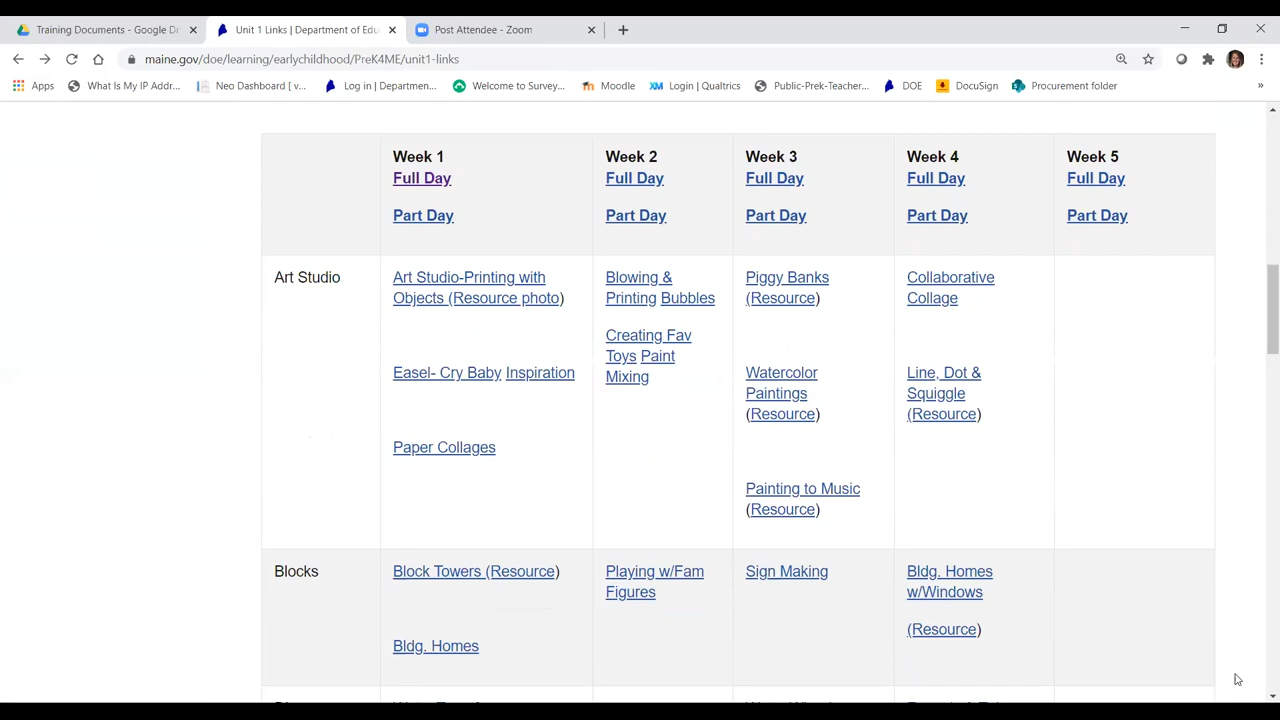 Training Documents - Google D
Unit 1 Links | Department of Edu
Post Attendee - Zoom
maine.gov/doe/learning/earlychildhood/PreK4ME/unit1-links
Apps
What Is My IP Addr...
Neo Dashboard [ v...
Log in | Departmen...
Welcome to Survey...
Moodle
XM Login | Qualtrics
Public-Prek-Teacher...
DOE
DocuSign
Procurement folder
»
Week 1
Full Day
Part Day
Week 2
Full Day
Part Day
Week 3
Full Day
Part Day
Week 4
Full Day
Part Day
Week 5
Full Day
Part Day
Art Studio
Art Studio-Printing with
Objects (Resource photo)
Easel- Cry Baby Inspiration
Paper Collages
Blowing &
Printing Bubbles
Creating Fav
Toys Paint
Mixing
Piggy Banks
(Resource)
Watercolor
Paintings
(Resource)
Painting to Music
(Resource)
Collaborative
Collage
Line, Dot &
Squiggle
(Resource)
Blocks
Block Towers (Resource)
Bldg. Homes
Playing w/Fam
Figures
Sign Making
Bldg. Homes
w/Windows
(Resource)